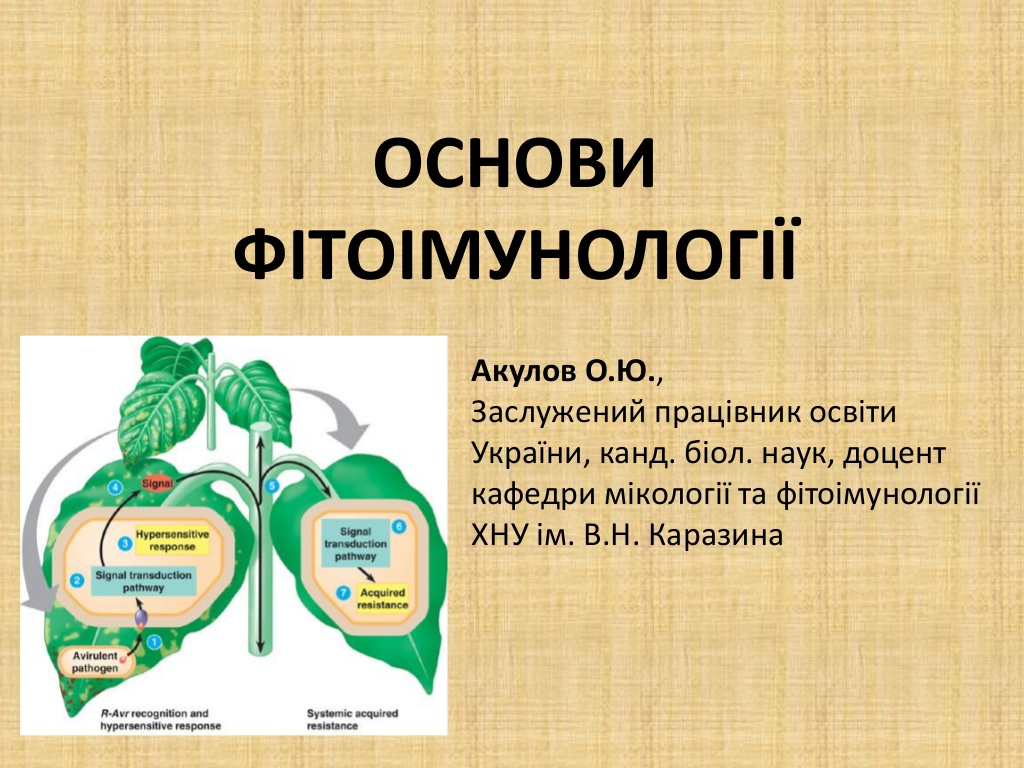 ОСНОВИ
ФІТОІМУНОЛОГІЇ
Акулов О.Ю.,
Заслужений працівник освіти
України, канд. біол. наук, доцент
кафедри мікології та фітоімунології
ХНУ ім. В.Н. Каразина
4
Signal
5
3
Hypersensitive
response
2
Signal transduction
pathway
1
Avirulent
pathogen
6
Signal
transduction
pathway
7
Acquired
resistance
R-Avr recognition and
hypersensitive response
Systemic acquired
resistance